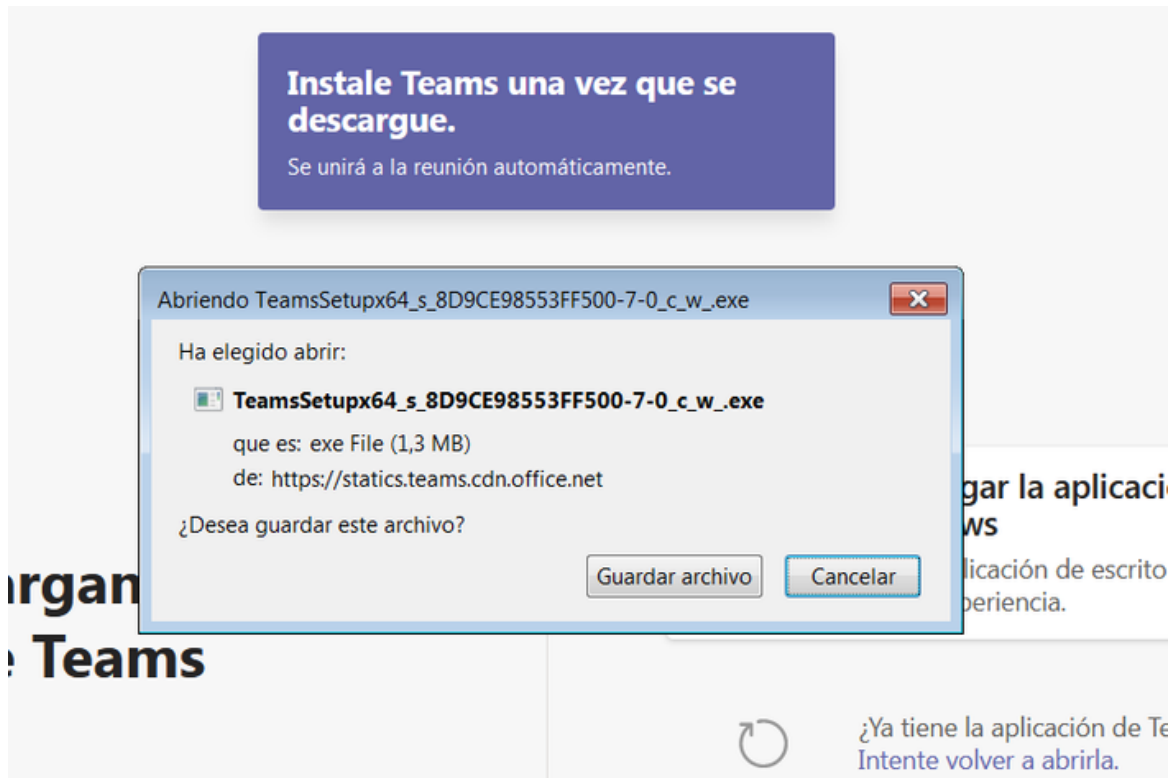 Instale Teams una vez que se
descargue.
Se unirá a la reunión automáticamente.
Abriendo TeamsSetupx64_s_8D9CE98553FF500-7-0_c_w_.exe
Ha elegido abrir:
TeamsSetupx64_s_8D9CE98553FF500-7-0_c_w_.exe
que es: exe File (1,3 MB)
de: https://statics.teams.cdn.office.net
¿Desea guardar este archivo?
Guardar archivo Cancelar
argan
e Teams
gar la aplicaci
ws
licación de escrito
periencia.
¿Ya tiene la aplicación de Te
Intente volver a abrirla.